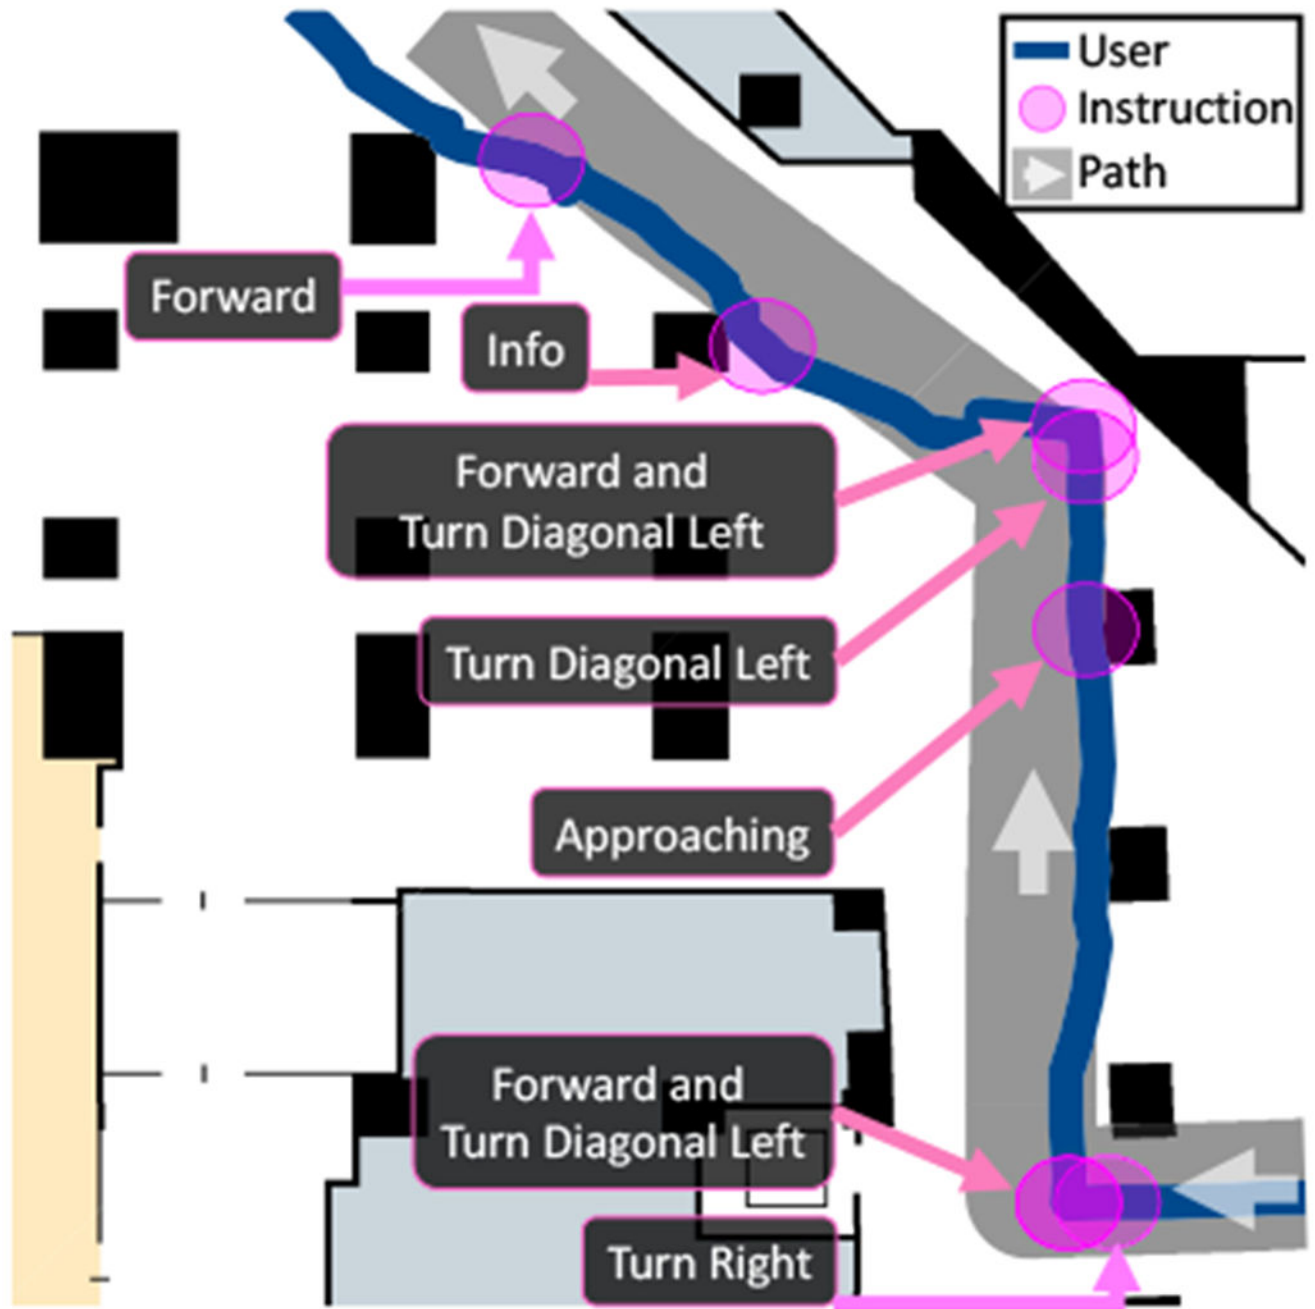 User
Instruction
Path
Forward
Info
Forward and
Turn Diagonal Left
Turn Diagonal Left
Approaching
Forward and
Turn Diagonal Left
Turn Right